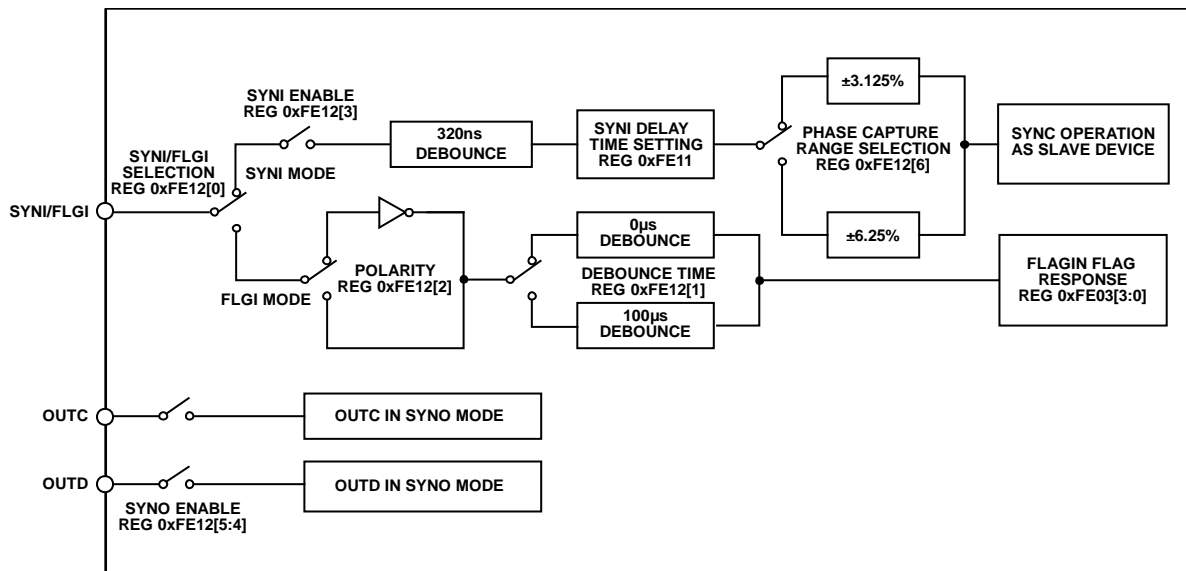 SYNI ENABLE
REG 0xFE12[3]
320ns
DEBOUNCE
SYNI DELAY
TIME SETTING
REG 0xFE11
±3.125%
PHASE CAPTURE
RANGE SELECTION
REG 0xFE12[6]
±6.25%
SYNC OPERATION
AS SLAVE DEVICE
SYNI/FLGI
SELECTION
REG 0xFE12[0]
SYNI MODE
SYNI/FLGI
FLGI MODE
POLARITY
REG 0xFE12[2]
0µs
DEBOUNCE
DEBOUNCE TIME
REG 0xFE12[1]
100µs
DEBOUNCE
FLAGIN FLAG
RESPONSE
REG 0xFE03[3:0]
OUTC
OUTC IN SYNO MODE
OUTD
OUTD IN SYNO MODE
SYNO ENABLE
REG 0xFE12[5:4]